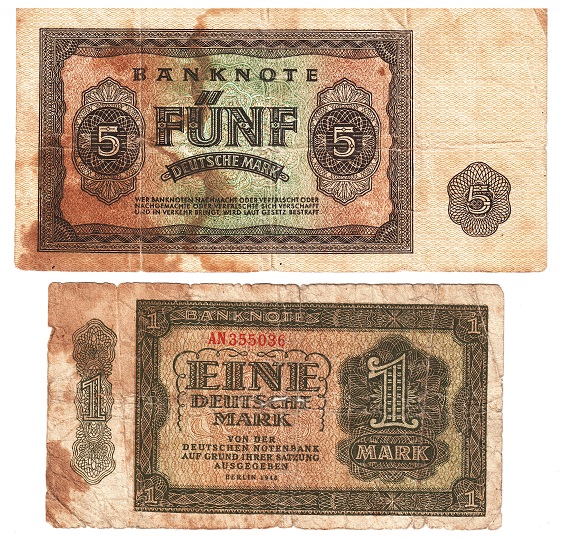 BANKNOTE
FÜNF
5 5
DEUTSCHE MARK
5
WER BANKNOTEN NACHMACHT ODER VERFÄLSCHT ODER
NACHGEMACHTE ODER VERFÄLSCHTE SICH VERSCHAFFT
UND IN VERKEHR BRINGT, WIRD LAUT GESETZ BESTRAFT
1 BANKNOTE 1
AN355036
EINE
DEUTSCHE
MARK
1
1
VON DER
DEUTSCHEN NOTENBANK
AUF GRUND IHRER SATZUNG
AUSGEGEBEN
MARK
BERLIN 1948
1 1